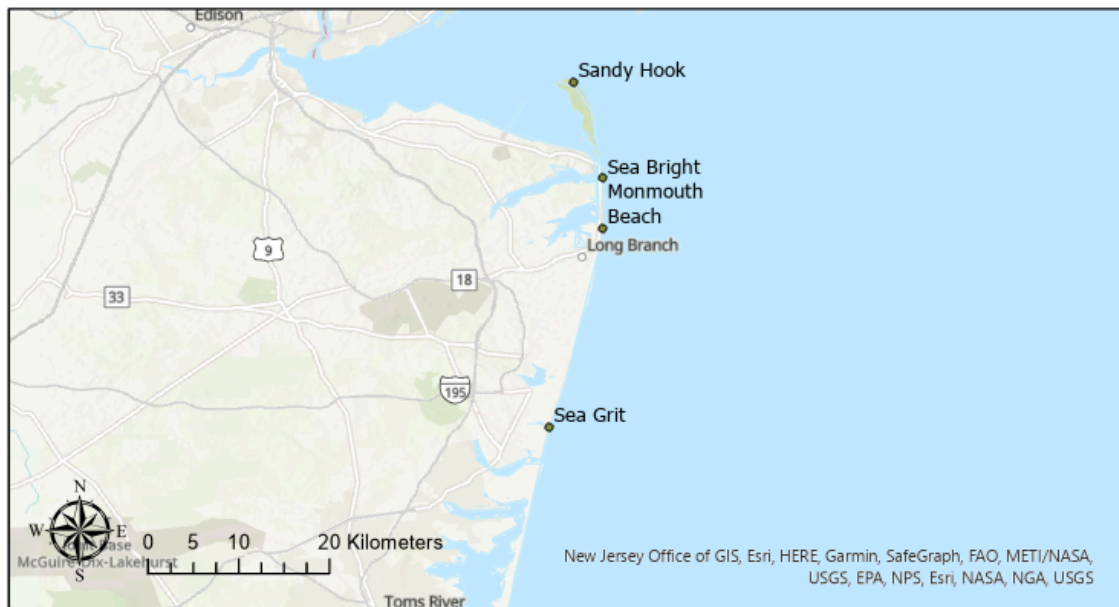 Edison
Sandy Hook
Sea Bright
Monmouth
Beach
Long Branch
9
18
33
195
Sea Grit
N
W E
S
Joint Base
McGuire-Dix-Lakehurst
0 5 10 20 Kilometers
Toms River
New Jersey Office of GIS, Esri, HERE, Garmin, SafeGraph, FAO, METI/NASA,
USGS, EPA, NPS, Esri, NASA, NGA, USGS